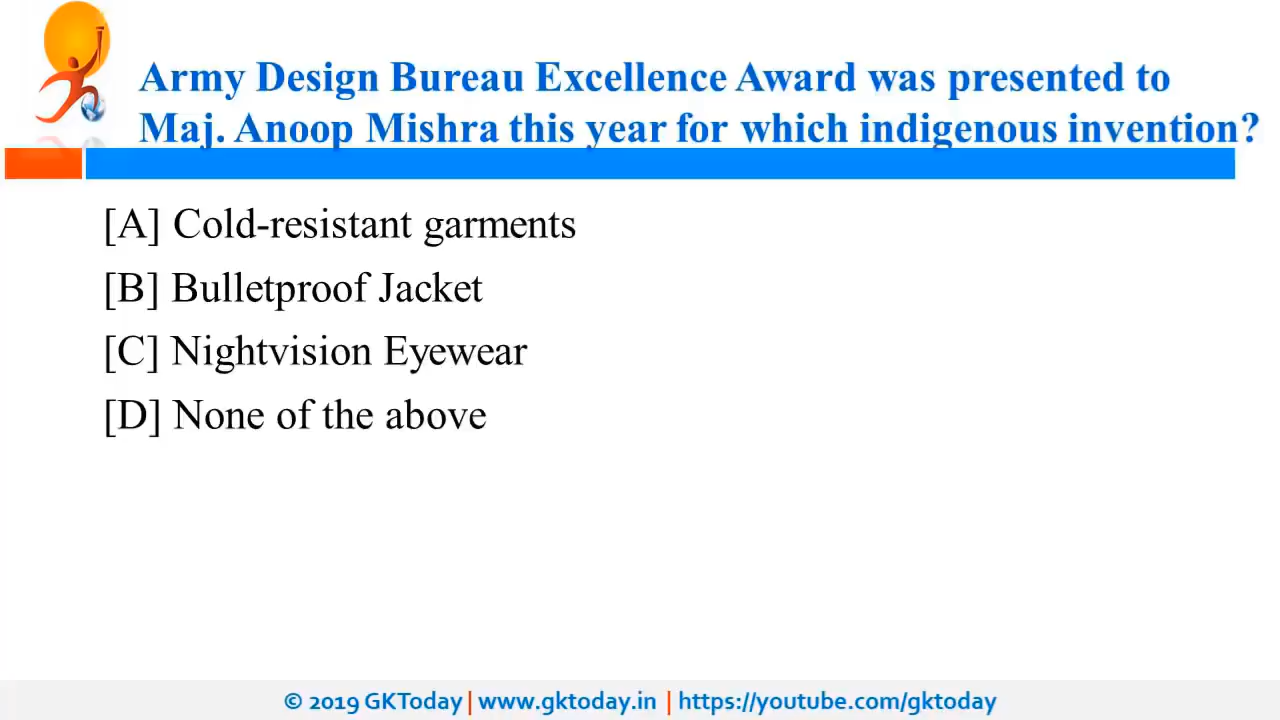 Army Design Bureau Excellence Award was presented to
Maj. Anoop Mishra this year for which indigenous invention?
[A] Cold-resistant garments
[B] Bulletproof Jacket
[C] Nightvision Eyewear
[D] None of the above
© 2019 GKToday | www.gktoday.in | https://youtube.com/gktoday